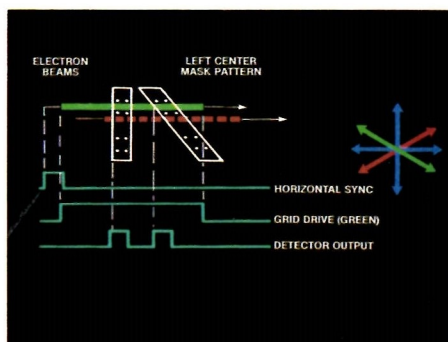 ELECTRON
BEAMS
LEFT CENTER
MASK PATTERN
HORIZONTAL SYNC
GRID DRIVE (GREEN)
DETECTOR OUTPUT